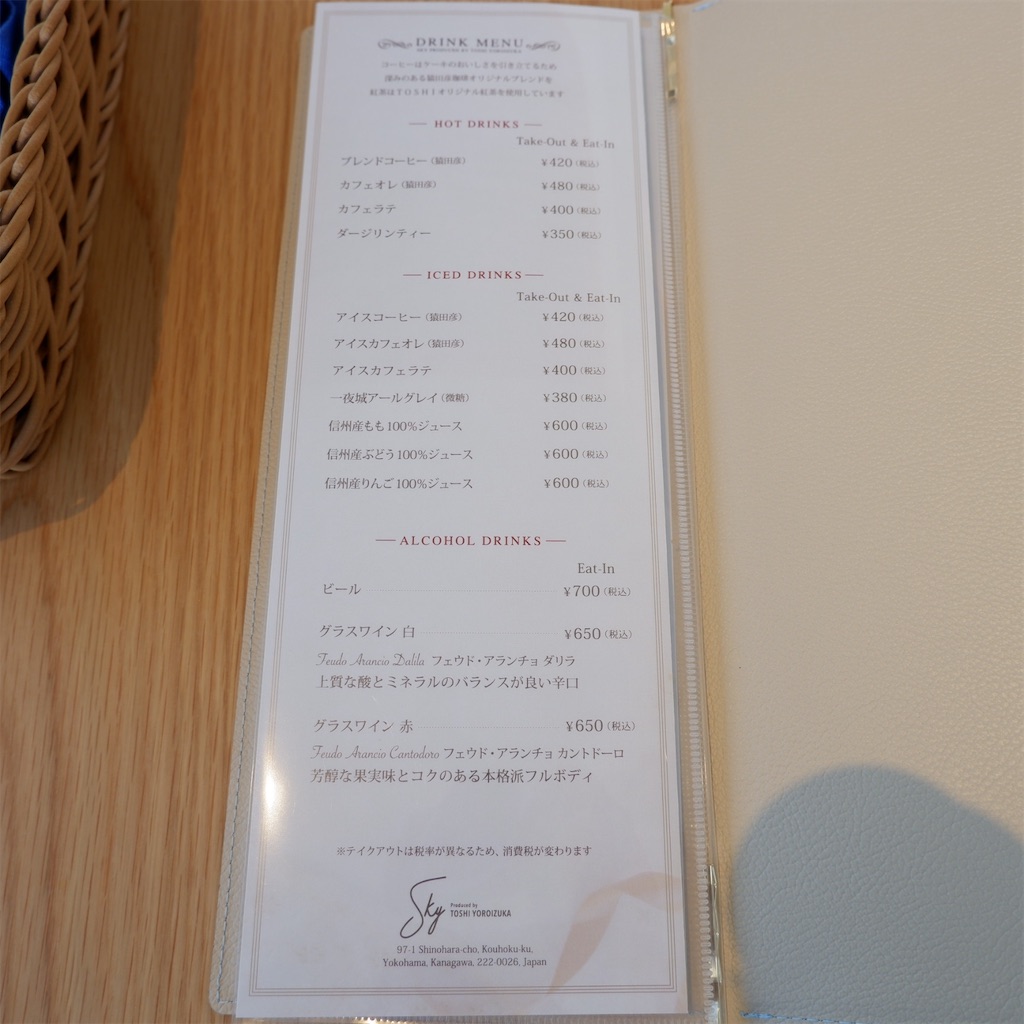 DRINK MENU
SKY PRODUCED BY TOSHI YOROIZUKA
コーヒーはケーキのおいしさを引き立てるため
深みのある猿田彦珈琲オリジナルブレンドを
紅茶はTOSHIオリジナル紅茶を使用しています
HOT DRINKS
Take-Out & Eat-In
ブレンドコーヒー（猿田彦） ¥420（税込）
カフェオレ（猿田彦） ¥480（税込）
カフェラテ ¥400（税込）
ダージリンティー ¥350（税込）
ICED DRINKS
Take-Out & Eat-In
アイスコーヒー（猿田彦） ¥420（税込）
アイスカフェオレ（猿田彦） ¥480（税込）
アイスカフェラテ ¥400（税込）
一夜城アールグレイ（微糖） ¥380（税込）
信州産もも100%ジュース ¥600（税込）
信州産ぶどう100%ジュース ¥600（税込）
信州産りんご100%ジュース ¥600（税込）
ALCOHOL DRINKS
Eat-In
ビール ¥700（税込）
グラスワイン 白 ¥650（税込）
Feudo Arancio Dalila フェウド・アランチョ ダリラ
上質な酸とミネラルのバランスが良い辛口
グラスワイン 赤 ¥650（税込）
Feudo Arancio Cantodoro フェウド・アランチョ カントドーロ
芳醇な果実味とコクのある本格派フルボディ
※テイクアウトは税率が異なるため、消費税が変わります
Sky Produced by TOSHI YOROIZUKA
97-1 Shinohara-cho, Kouhoku-ku,
Yokohama, Kanagawa, 222-0026, Japan